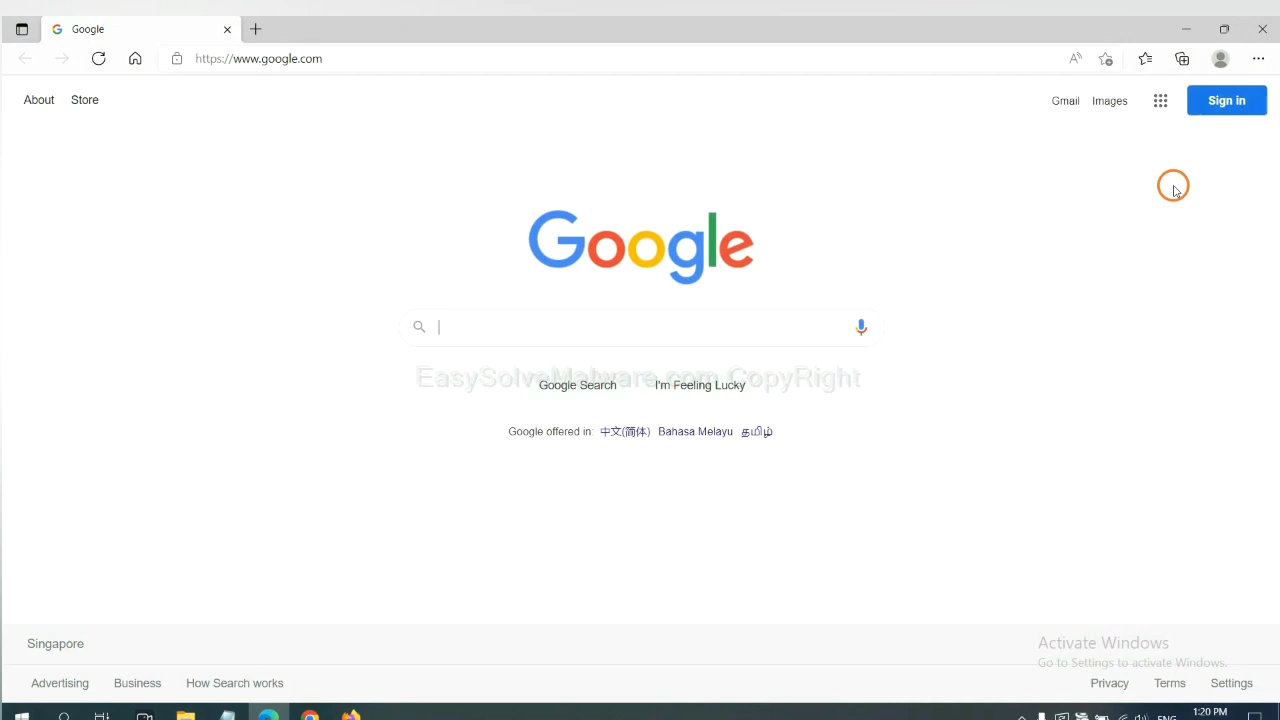 Google
https://www.google.com
About Store
Gmail Images Sign in
Google
EasySolveMalware.com CopyRight
Google Search I'm Feeling Lucky
Google offered in: 中文(简体) Bahasa Melayu தமிழ்
Singapore
Activate Windows
Go to Settings to activate Windows.
Advertising Business How Search works
Privacy Terms Settings
1:20 PM
ENG